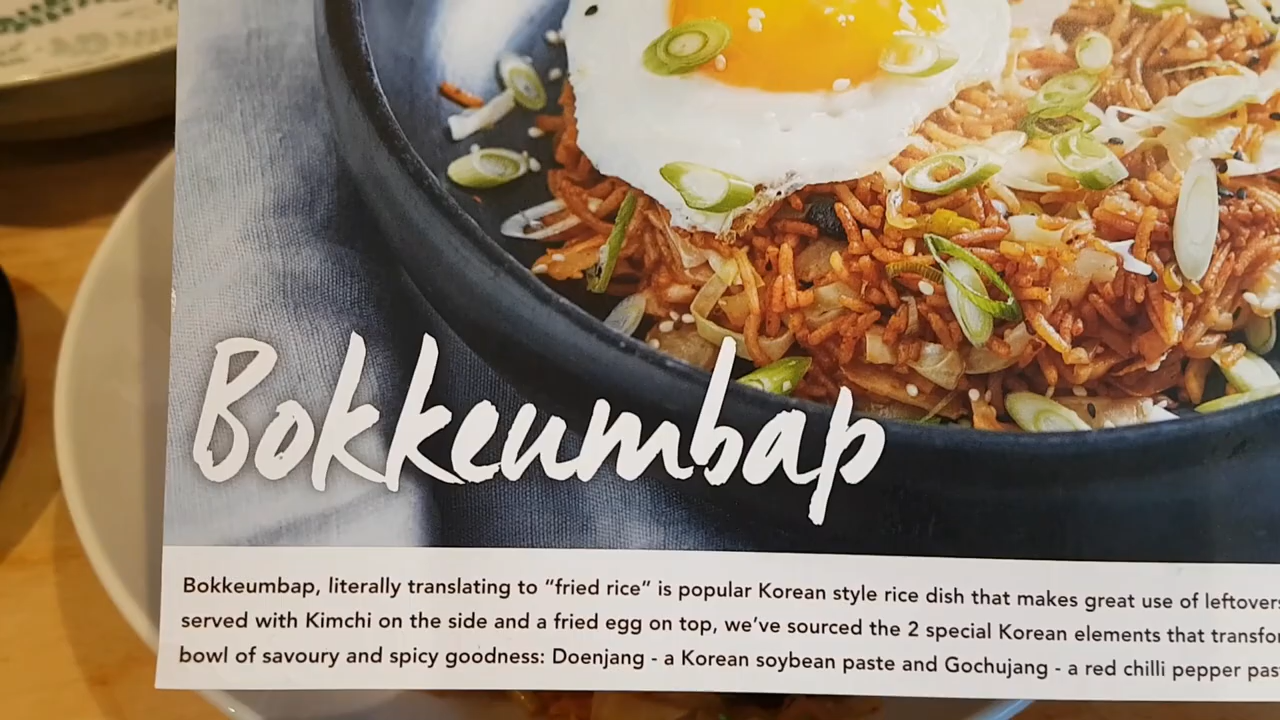 Bokkeumbap
Bokkeumbap, literally translating to “fried rice” is popular Korean style rice dish that makes great use of leftovers
served with Kimchi on the side and a fried egg on top, we’ve sourced the 2 special Korean elements that
bowl of savoury and spicy goodness: Doenjang - a Korean soybean paste and Gochujang - a red chilli pepper